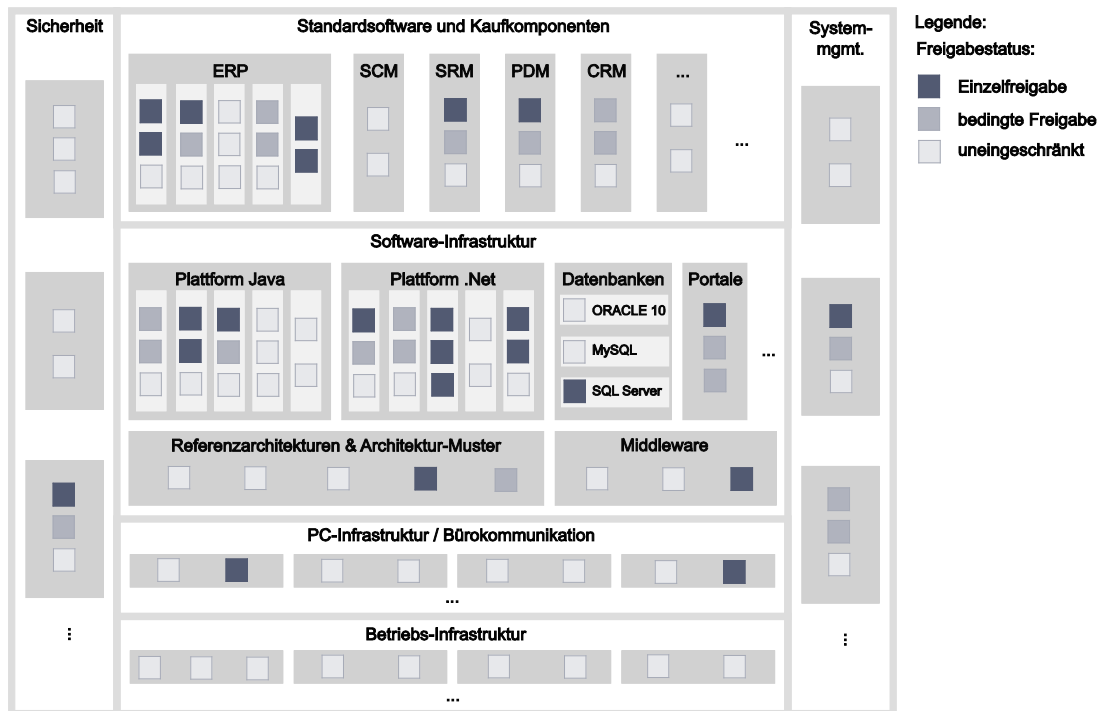 Sicherheit
Standardsoftware und Kaufkomponenten
System-
mgmt.
Legende:
Freigabestatus:
Einzelfreigabe
bedingte Freigabe
uneingeschränkt
ERP
SCM
SRM
PDM
CRM
...
...
Software-Infrastruktur
Plattform Java
Plattform .Net
Datenbanken
Portale
ORACLE 10
MySQL
SQL Server
...
Referenzarchitekturen & Architektur-Muster
Middleware
PC-Infrastruktur / Bürokommunikation
...
Betriebs-Infrastruktur
...
...
...